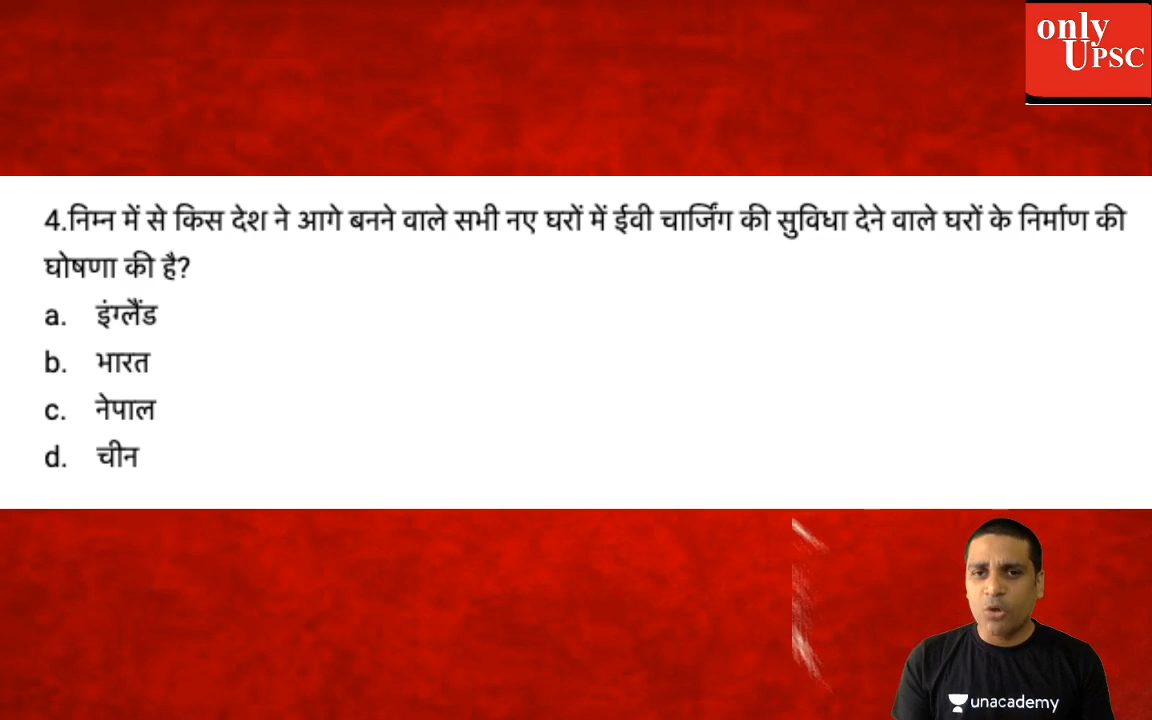 only
UPSC
4.निम्न में से किस देश ने आगे बनने वाले सभी नए घरों में ईवी चार्जिंग की सुविधा देने वाले घरों के निर्माण की
घोषणा की है?
a. इंग्लैंड
b. भारत
c. नेपाल
d. चीन
unacademy